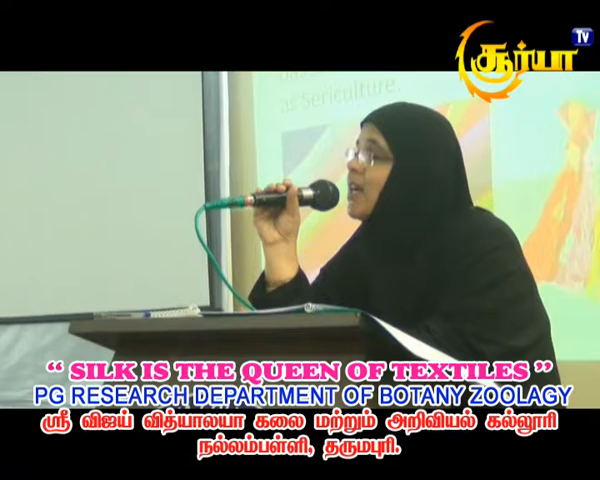 சூர்யா Tv
as Sericulture.
“ SILK IS THE QUEEN OF TEXTILES ”
PG RESEARCH DEPARTMENT OF BOTANY ZOOLAGY
ஸ்ரீ விஜய் வித்யாலயா கலை மற்றும் அறிவியல் கல்லூரி
நல்லம்பள்ளி, தருமபுரி.